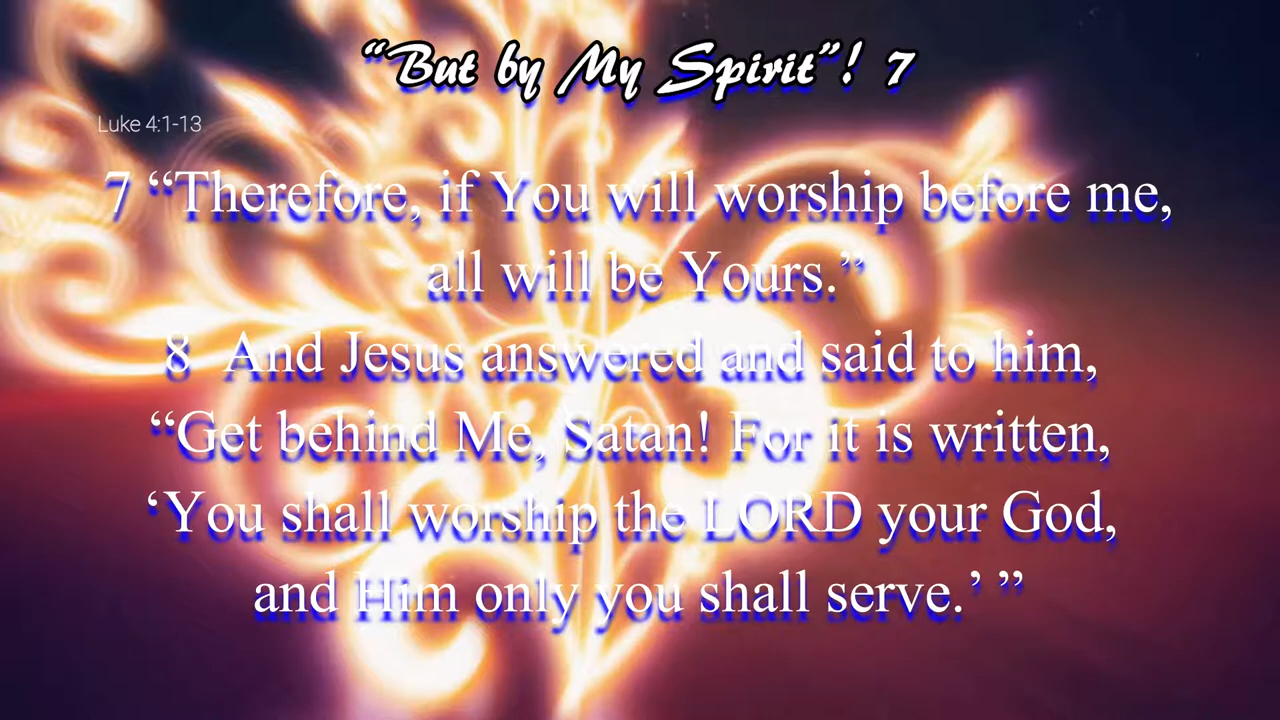 “But by My Spirit”! 7
Luke 4:1-13
7 “Therefore, if You will worship before me,
all will be Yours.”
8 And Jesus answered and said to him,
“Get behind Me, Satan! For it is written,
‘You shall worship the LORD your God,
and Him only you shall serve.’ ”